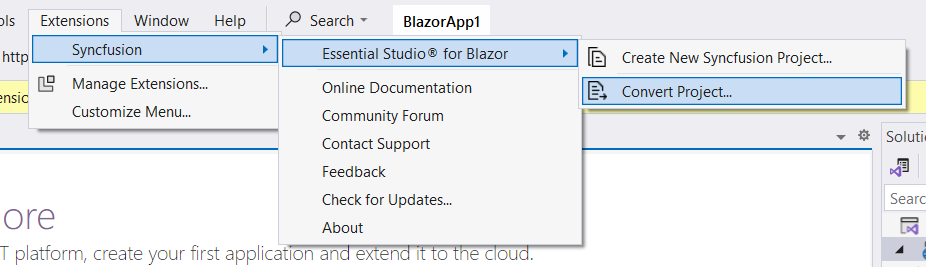 ols Extensions Window Help Search BlazorApp1
http
Syncfusion
Essential Studio® for Blazor
Create New Syncfusion Project...
ensio
Manage Extensions...
Online Documentation
Convert Project...
Customize Menu...
Community Forum
Contact Support
Solutio
Feedback
Check for Updates...
Searc
About
ore
T platform, create your first application and extend it to the cloud.